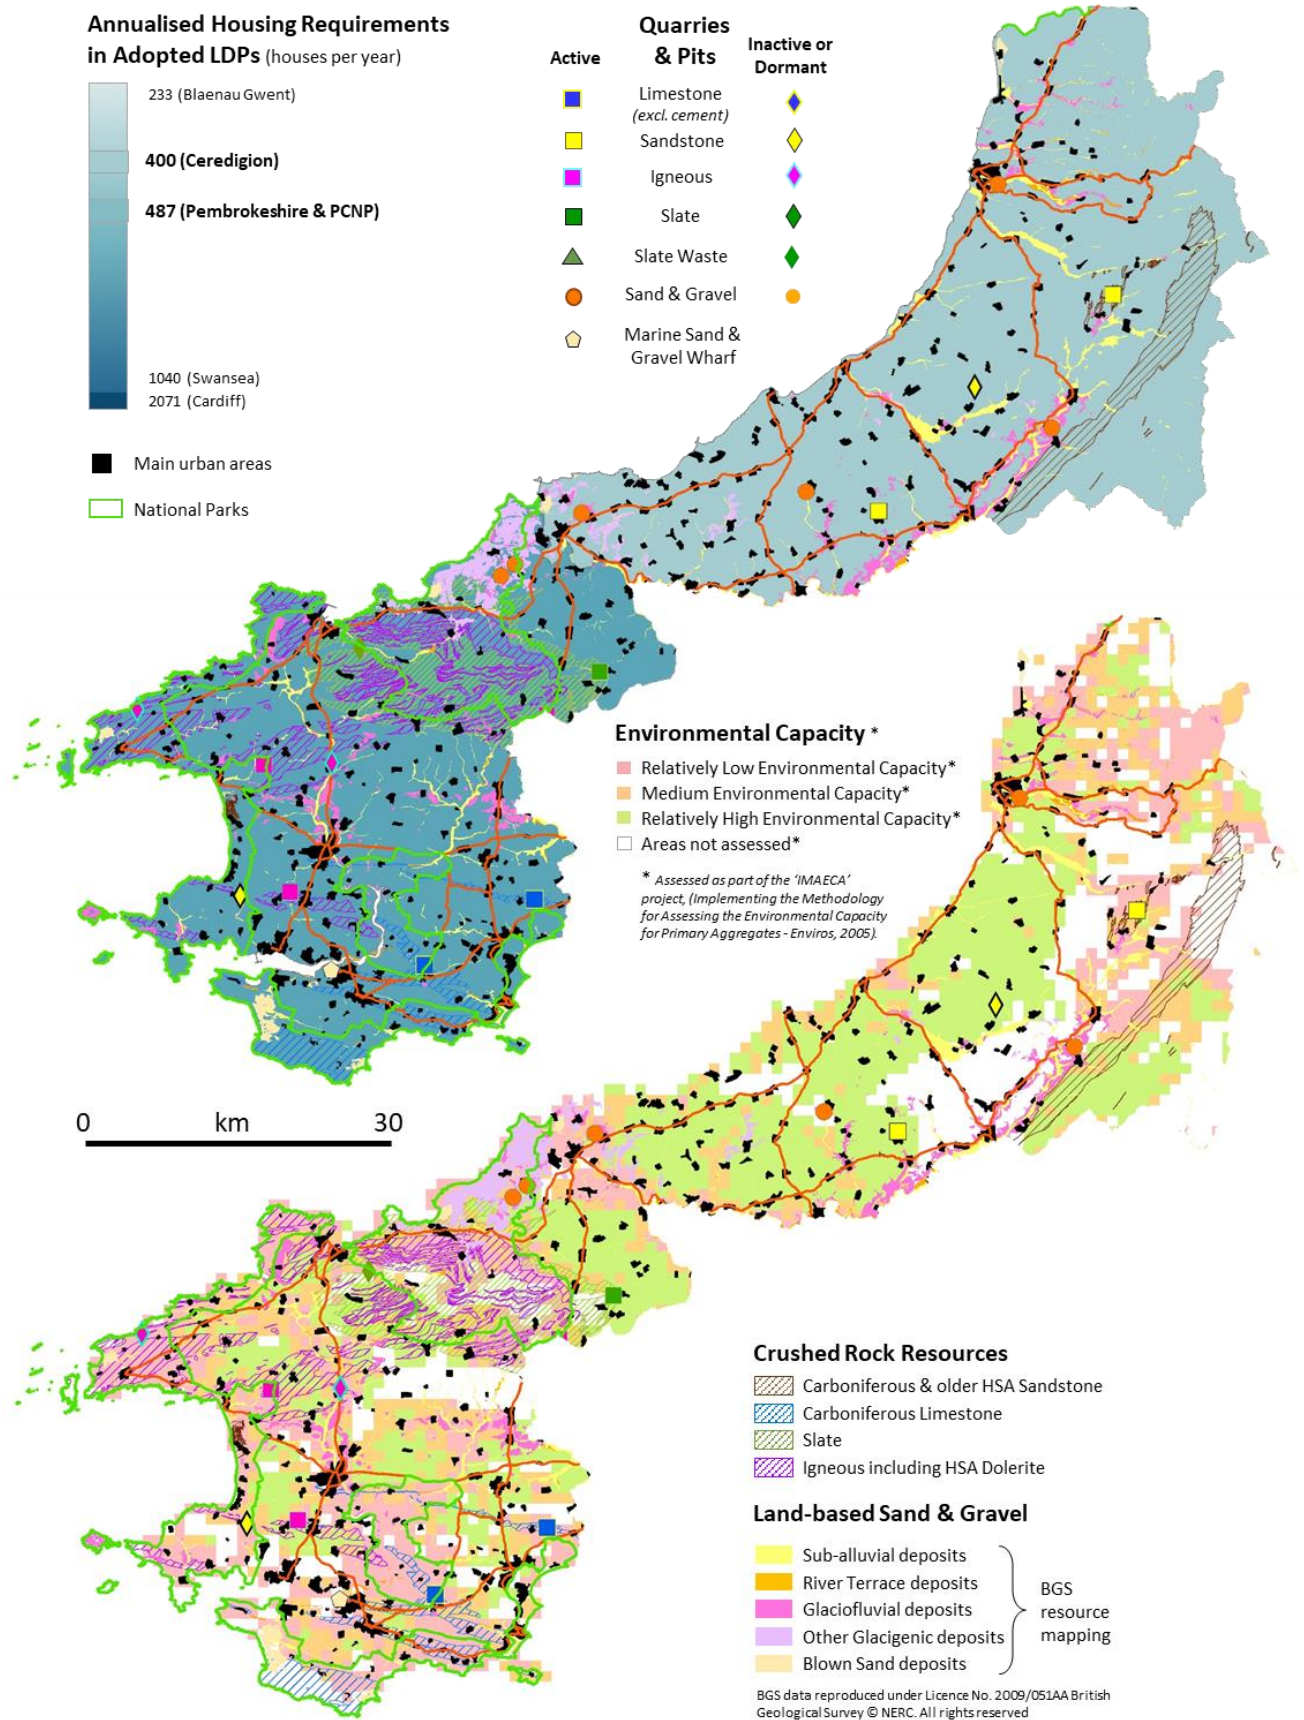 Annualised Housing Requirements
in Adopted LDPs (houses per year)
233 (Blaenau Gwent)
400 (Ceredigion)
487 (Pembrokeshire & PCNP)
1040 (Swansea)
2071 (Cardiff)
Main urban areas
National Parks
Quarries
& Pits
Active
Inactive or
Dormant
Limestone
(excl. cement)
Sandstone
Igneous
Slate
Slate Waste
Sand & Gravel
Marine Sand &
Gravel Wharf
Environmental Capacity *
Relatively Low Environmental Capacity*
Medium Environmental Capacity*
Relatively High Environmental Capacity*
Areas not assessed*
* Assessed as part of the ‘IMAECA’
project, (Implementing the Methodology
for Assessing the Environmental Capacity
for Primary Aggregates - Enviros, 2005).
0 km 30
Crushed Rock Resources
Carboniferous & older HSA Sandstone
Carboniferous Limestone
Slate
Igneous including HSA Dolerite
Land-based Sand & Gravel
Sub-alluvial deposits
River Terrace deposits
Glaciofluvial deposits
Other Glacigenic deposits
Blown Sand deposits
BGS
resource
mapping
BGS data reproduced under Licence No. 2009/051AA British
Geological Survey © NERC. All rights reserved